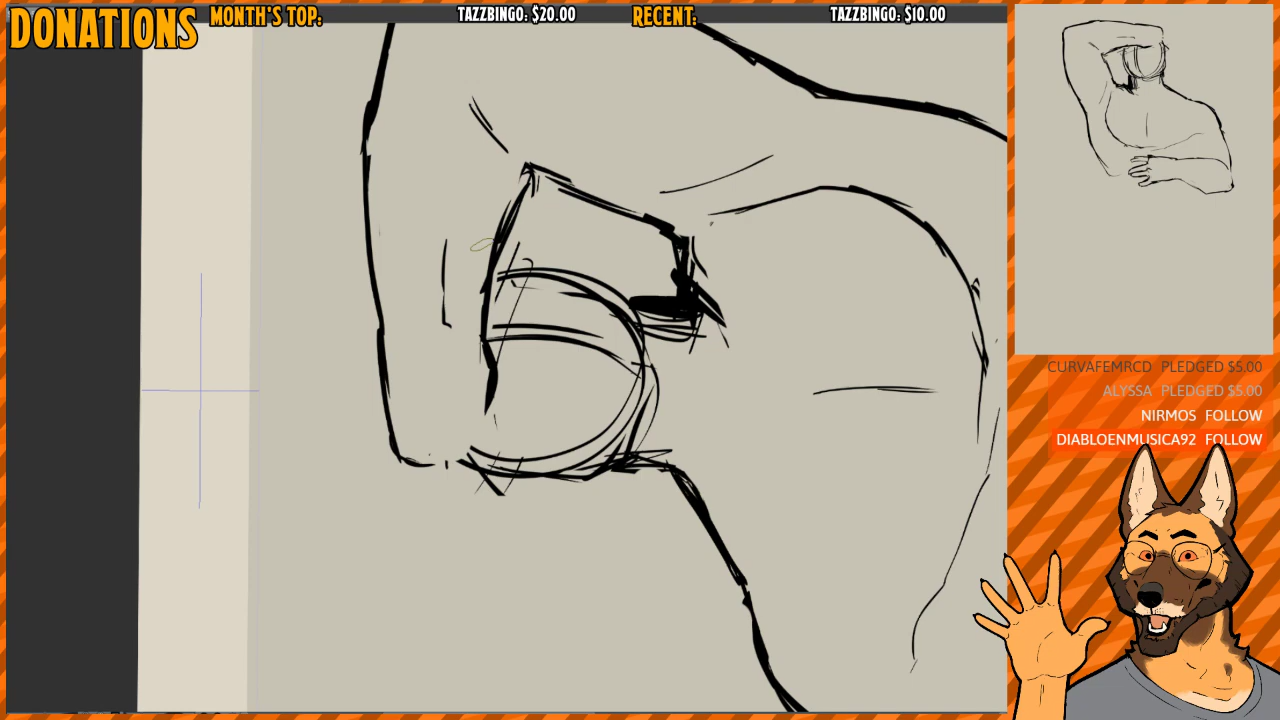 DONATIONS
MONTH'S TOP:
TAZZBINGO: $20.00
RECENT:
TAZZBINGO: $10.00
CURVAFEMRCD PLEDGED $5.00
ALYSSA PLEDGED $5.00
NIRMOS FOLLOW
DIABLOENMUSICA92 FOLLOW